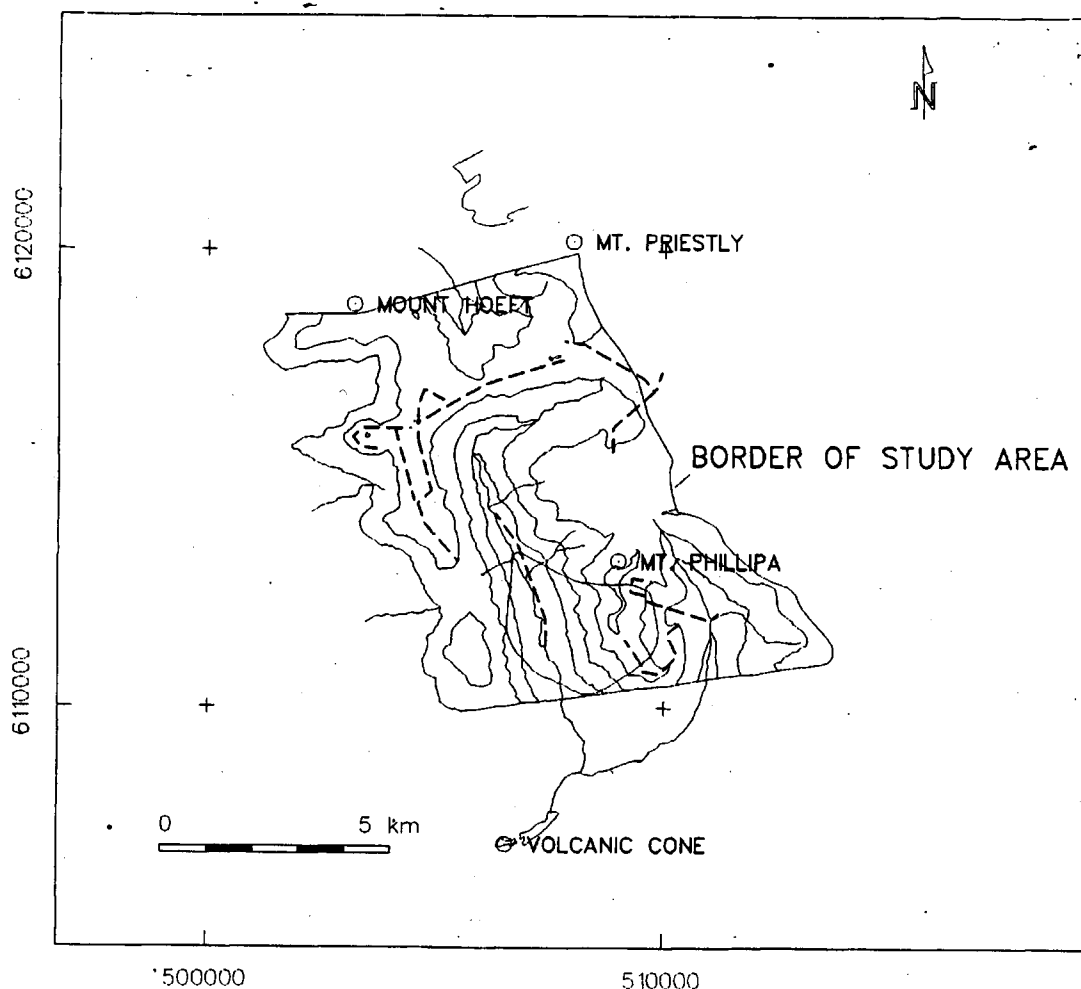 N
6120000
MT. PRIESTLY
MOUNT HOEFT
BORDER OF STUDY AREA
MT. PHILLIPA
6110000
0 5 km
VOLCANIC CONE
500000 510000